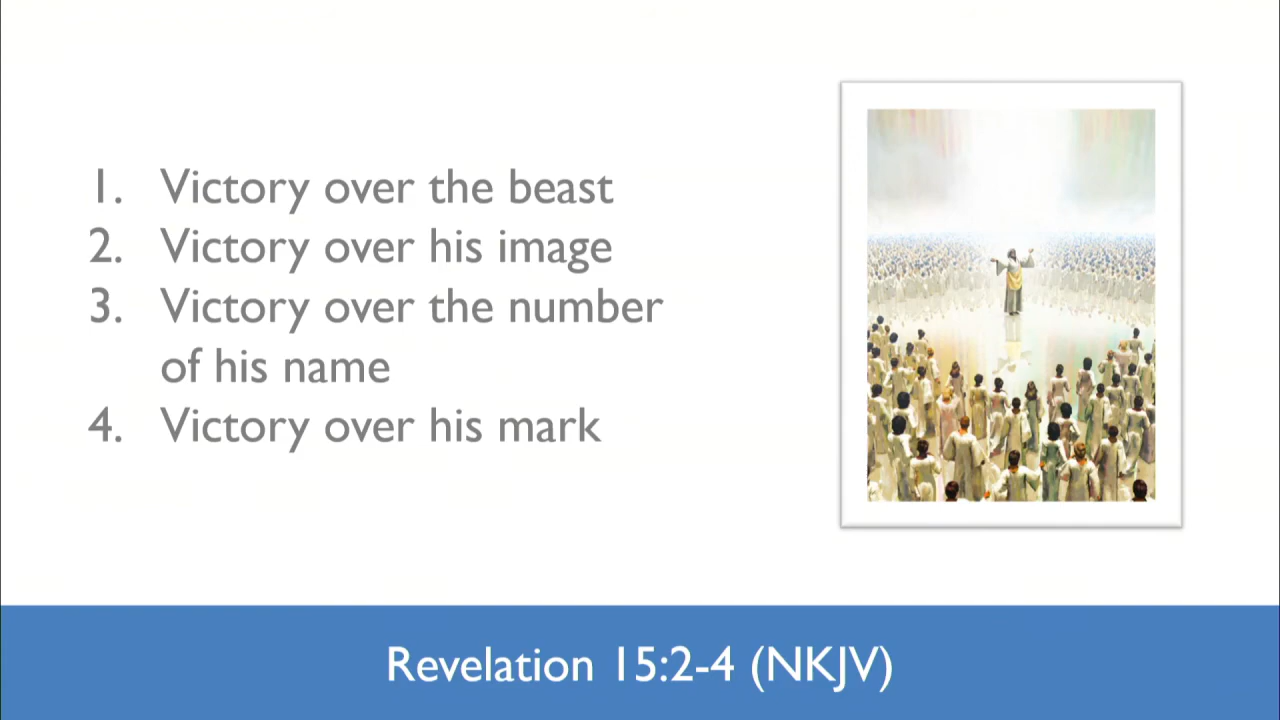 1. Victory over the beast
2. Victory over his image
3. Victory over the number
of his name
4. Victory over his mark
Revelation 15:2-4 (NKJV)